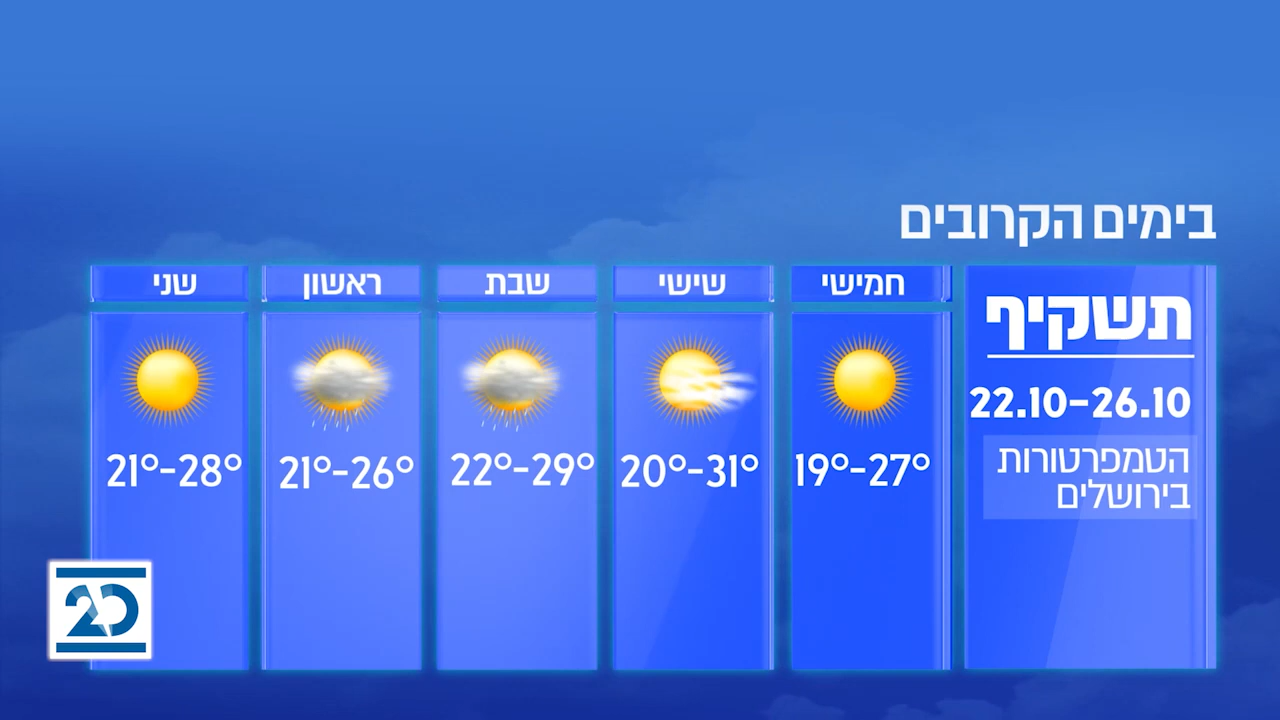 בימים הקרובים
תשקיף
22.10-26.10
הטמפרטורות
בירושלים
חמישי
19°-27°
שישי
20°-31°
שבת
22°-29°
ראשון
21°-26°
שני
21°-28°
20